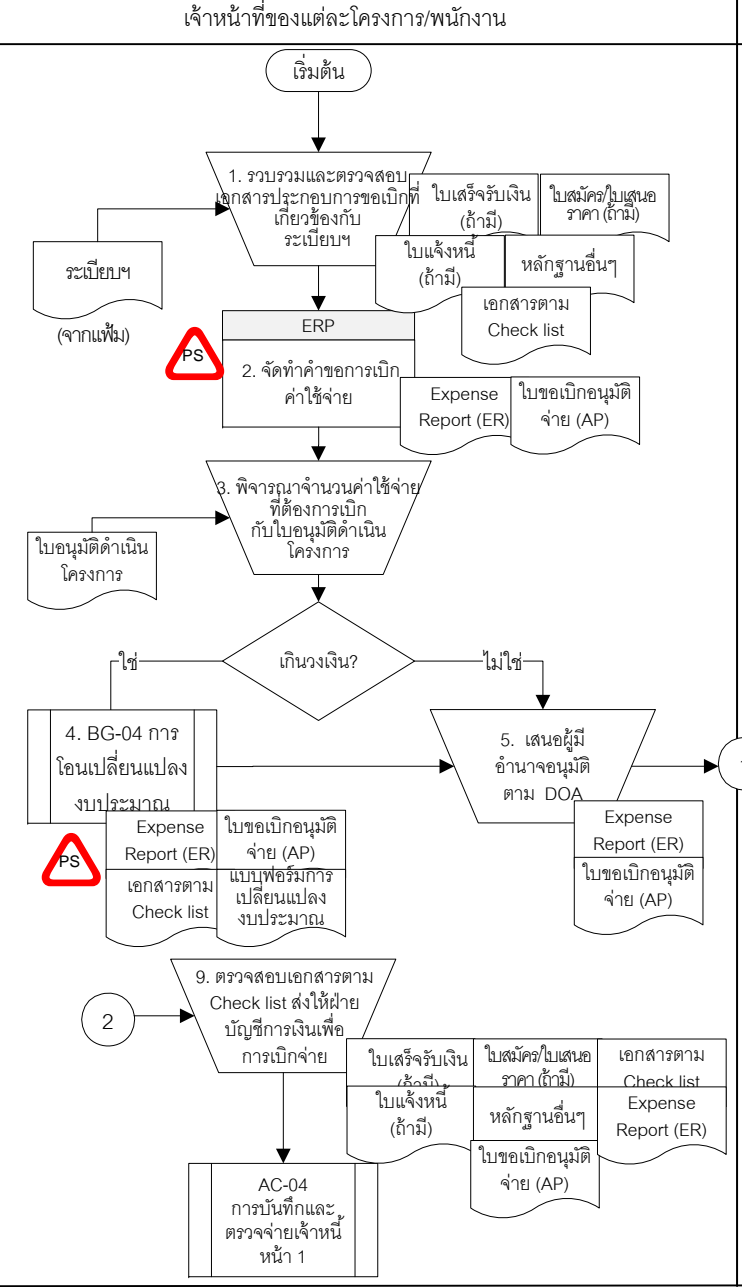 เจ้าหน้าที่ของแต่ละโครงการ/พนักงาน
เริ่มต้น
1. รวบรวมและตรวจสอบ
เอกสารประกอบการขอเบิกที่
เกี่ยวข้องกับ
ระเบียบฯ
ใบเสร็จรับเงิน
(ถ้ามี)
ใบสมัคร/ใบเสนอ
ราคา (ถ้ามี)
ใบแจ้งหนี้
(ถ้ามี)
หลักฐานอื่นๆ
เอกสารตาม
Check list
ระเบียบฯ
(จากแฟ้ม)
ERP
PS
2. จัดทำคำขอการเบิก
ค่าใช้จ่าย
Expense
Report (ER)
ใบขอเบิกอนุมัติ
จ่าย (AP)
3. พิจารณาจำนวนค่าใช้จ่าย
ที่ต้องการเบิก
กับใบอนุมัติดำเนิน
โครงการ
ใบอนุมัติดำเนิน
โครงการ
เกินวงเงิน?
ใช่
ไม่ใช่
4. BG-04 การ
โอนเปลี่ยนแปลง
งบประมาณ
5. เสนอผู้มี
อำนาจอนุมัติ
ตาม DOA
PS
Expense
Report (ER)
ใบขอเบิกอนุมัติ
จ่าย (AP)
เอกสารตาม
Check list
แบบฟอร์มการ
เปลี่ยนแปลง
งบประมาณ
Expense
Report (ER)
ใบขอเบิกอนุมัติ
จ่าย (AP)
2
9. ตรวจสอบเอกสารตาม
Check list ส่งให้ฝ่าย
บัญชีการเงินเพื่อ
การเบิกจ่าย
ใบเสร็จรับเงิน
(ถ้ามี)
ใบสมัคร/ใบเสนอ
ราคา (ถ้ามี)
เอกสารตาม
Check list
ใบแจ้งหนี้
(ถ้ามี)
หลักฐานอื่นๆ
Expense
Report (ER)
ใบขอเบิกอนุมัติ
จ่าย (AP)
AC-04
การบันทึกและ
ตรวจจ่ายเจ้าหนี้
หน้า 1